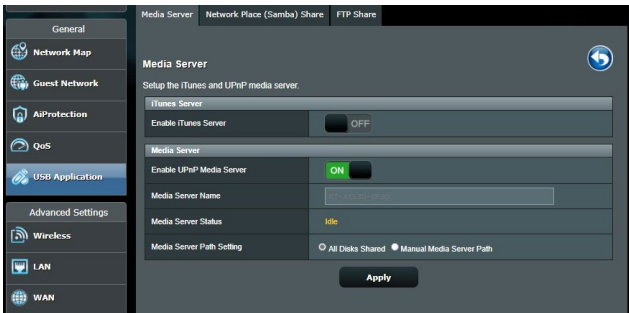 Media Server
Network Place (Samba) Share
FTP Share
General
Network Map
Guest Network
AiProtection
QoS
USB Application
Advanced Settings
Wireless
LAN
WAN
Media Server
Setup the iTunes and UPnP media server.
iTunes Server
Enable iTunes Server
OFF
Media Server
Enable UPnP Media Server
ON
Media Server Name
Media Server Status
Idle
Media Server Path Setting
All Disks Shared
Manual Media Server Path
Apply